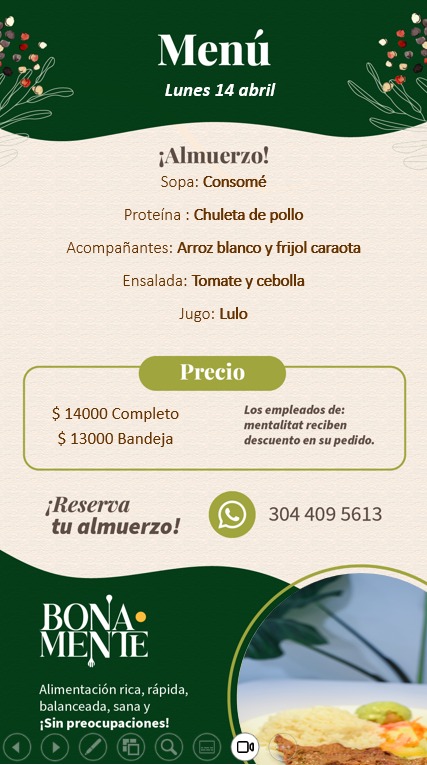 Menú
Lunes 14 abril
¡Almuerzo!
Sopa: Consomé
Proteína : Chuleta de pollo
Acompañantes: Arroz blanco y frijol caraota
Ensalada: Tomate y cebolla
Jugo: Lulo
Precio
$ 14000 Completo
$ 13000 Bandeja
Los empleados de:
mentalitat reciben
descuento en su pedido.
¡Reserva
tu almuerzo!
304 409 5613
BONA
MENTE
Alimentación rica, rápida,
balanceada, sana y
¡Sin preocupaciones!